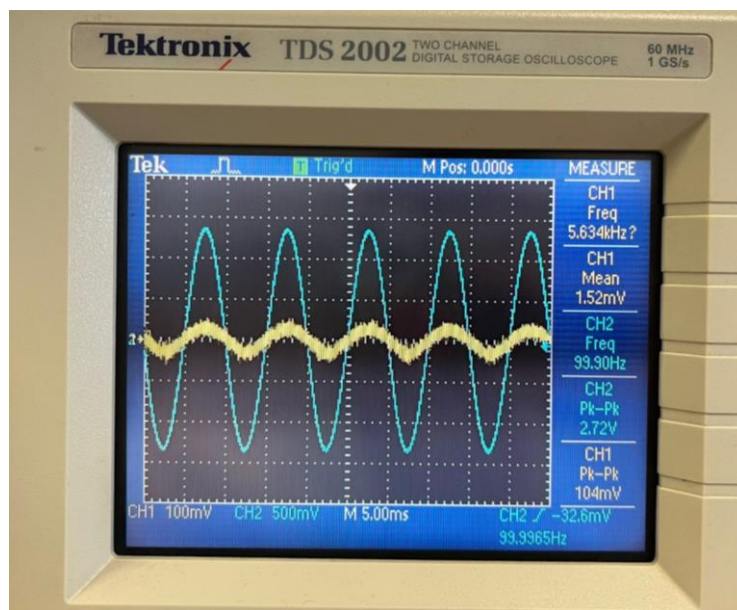 Tektronix TDS 2002 TWO CHANNEL
DIGITAL STORAGE OSCILLOSCOPE
60 MHz
1 GS/s
Tek T Trig'd M Pos: 0.000s MEASURE
CH1
Freq
5.634kHz?
CH1
Mean
1.52mV
CH2
Freq
99.90Hz
CH2
Pk-Pk
2.72V
CH1
Pk-Pk
104mV
CH1 100mV CH2 500mV M 5.00ms CH2 -32.6mV
99.9965Hz